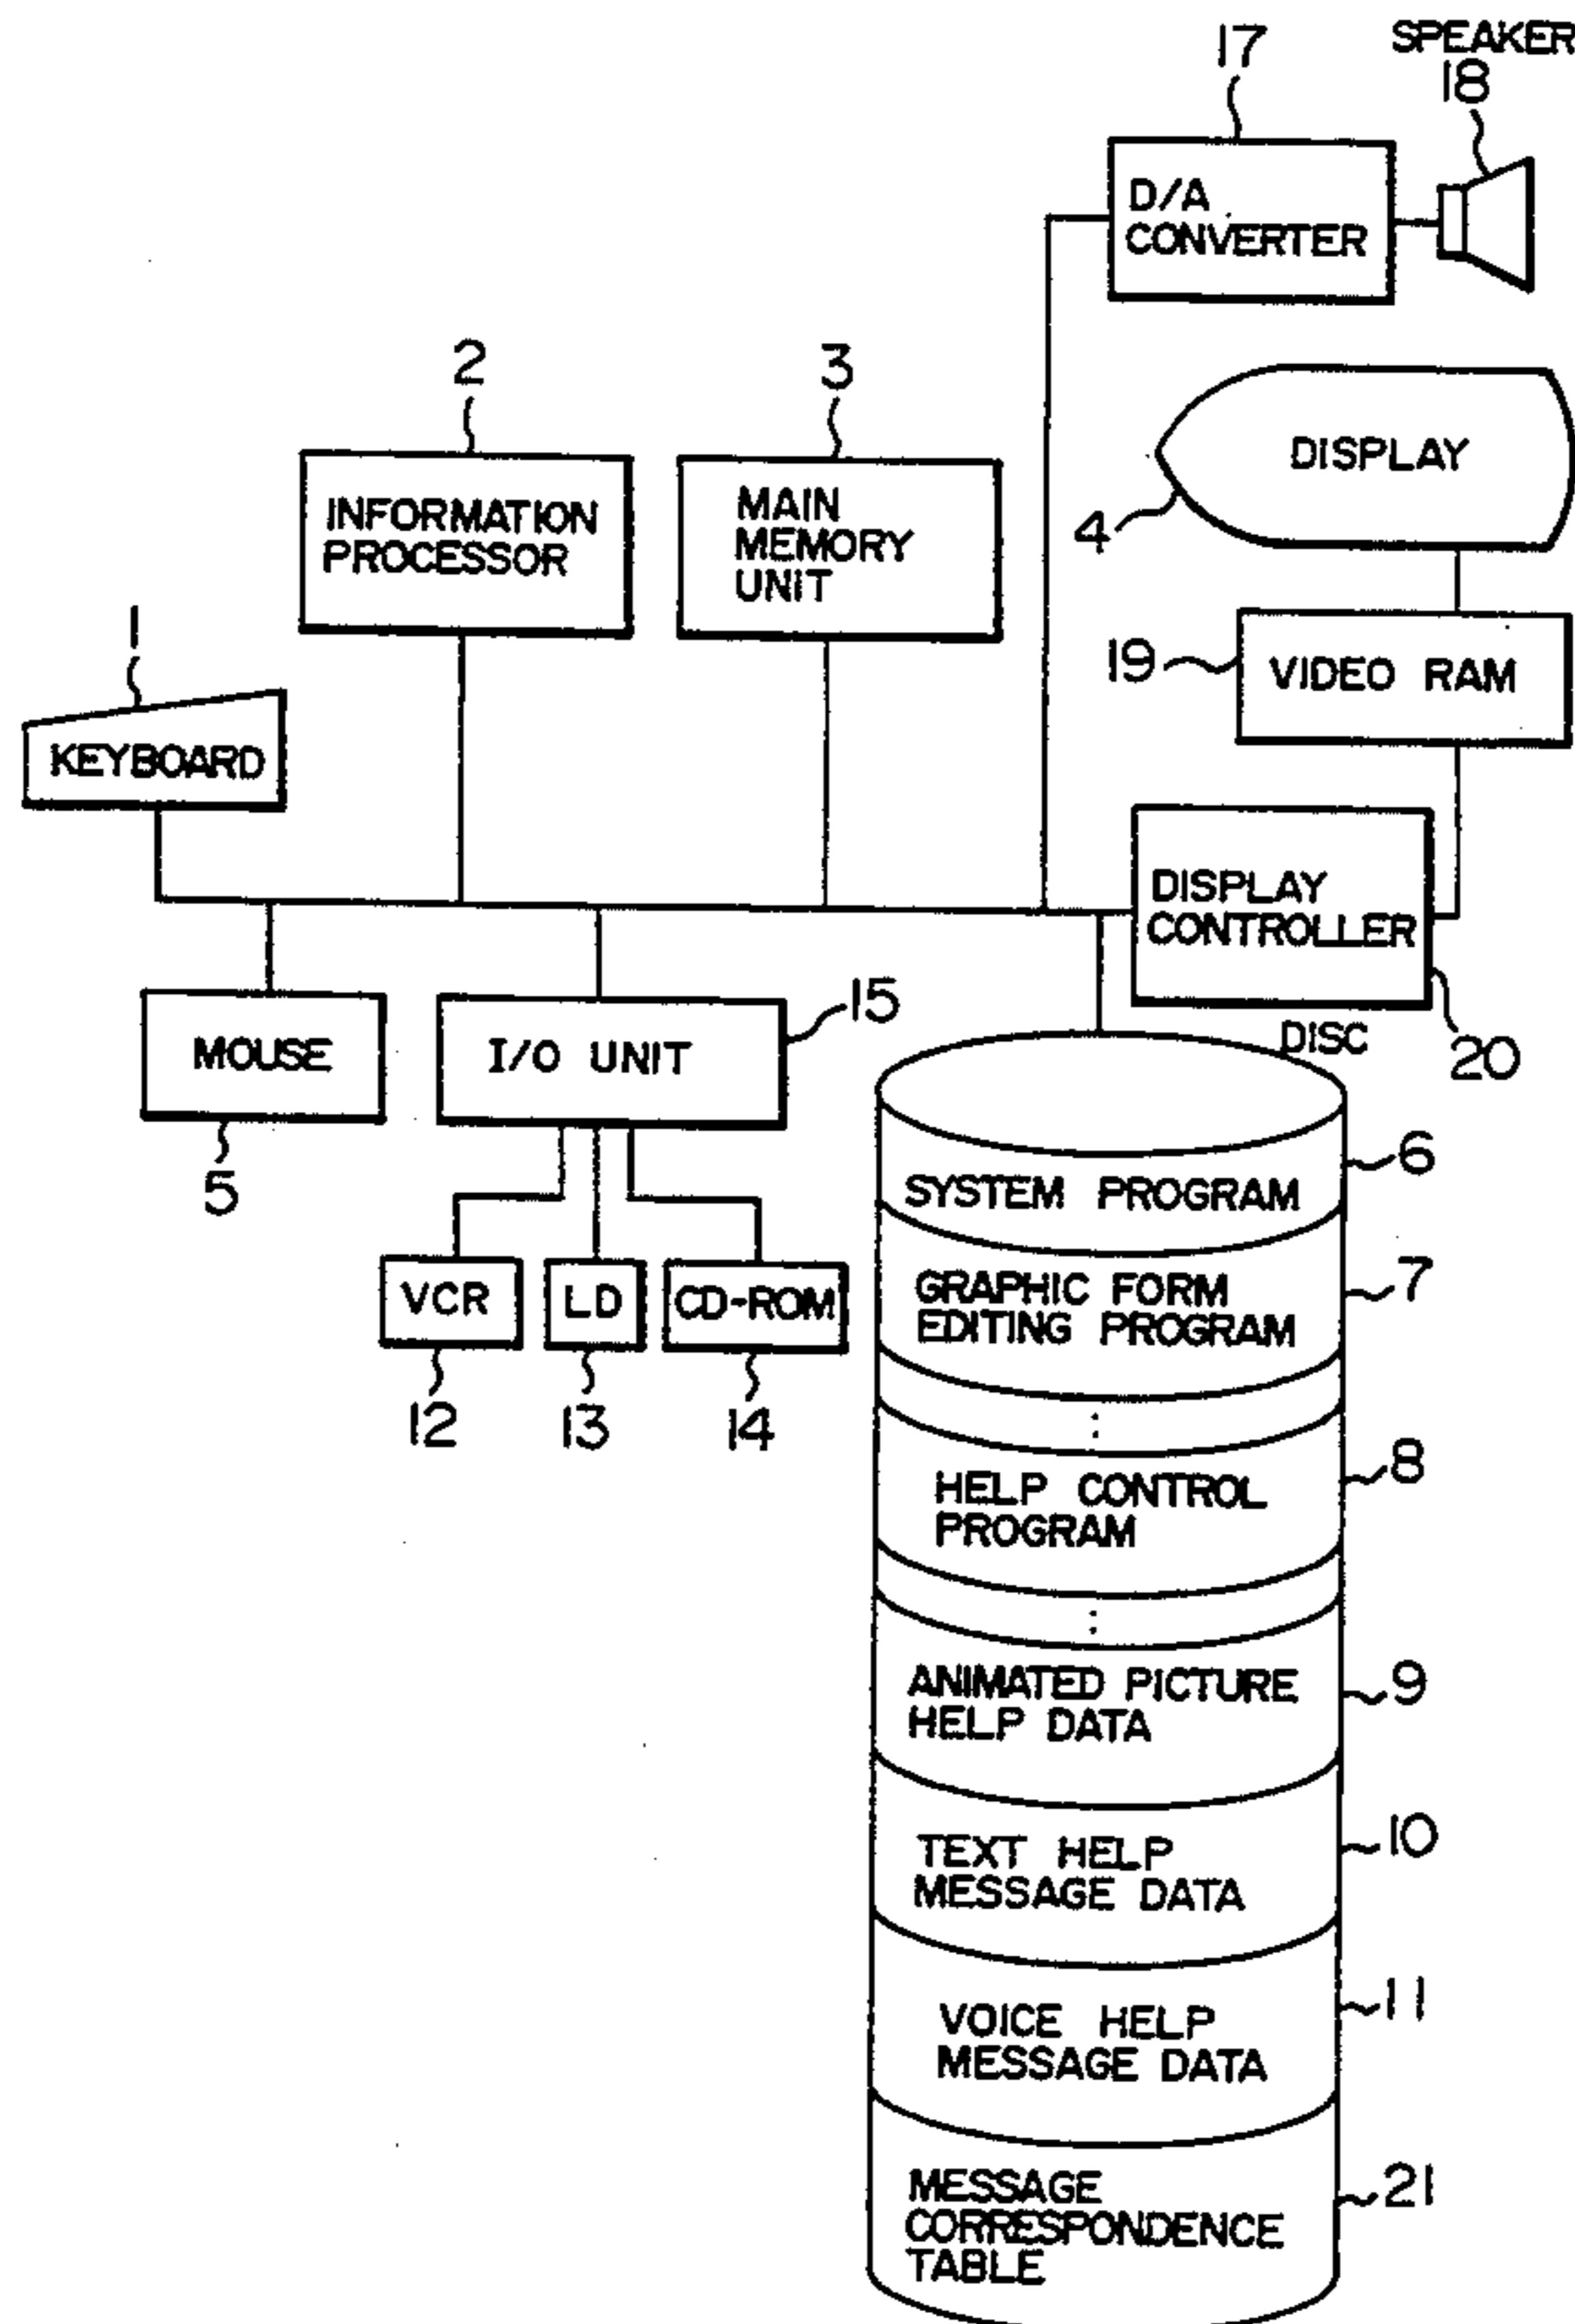 17
SPEAKER
18
D/A
CONVERTER
2
3
INFORMATION
PROCESSOR
MAIN
MEMORY
UNIT
DISPLAY
4
1
KEYBOARD
19
VIDEO RAM
DISPLAY
CONTROLLER
20
MOUSE
5
I/O UNIT
15
VCR
12
LD
13
CD-ROM
14
DISC
SYSTEM PROGRAM
6
GRAPHIC FORM
EDITING PROGRAM
7
HELP CONTROL
PROGRAM
8
ANIMATED PICTURE
HELP DATA
9
TEXT HELP
MESSAGE DATA
10
VOICE HELP
MESSAGE DATA
11
MESSAGE
CORRESPONDENCE
TABLE
21